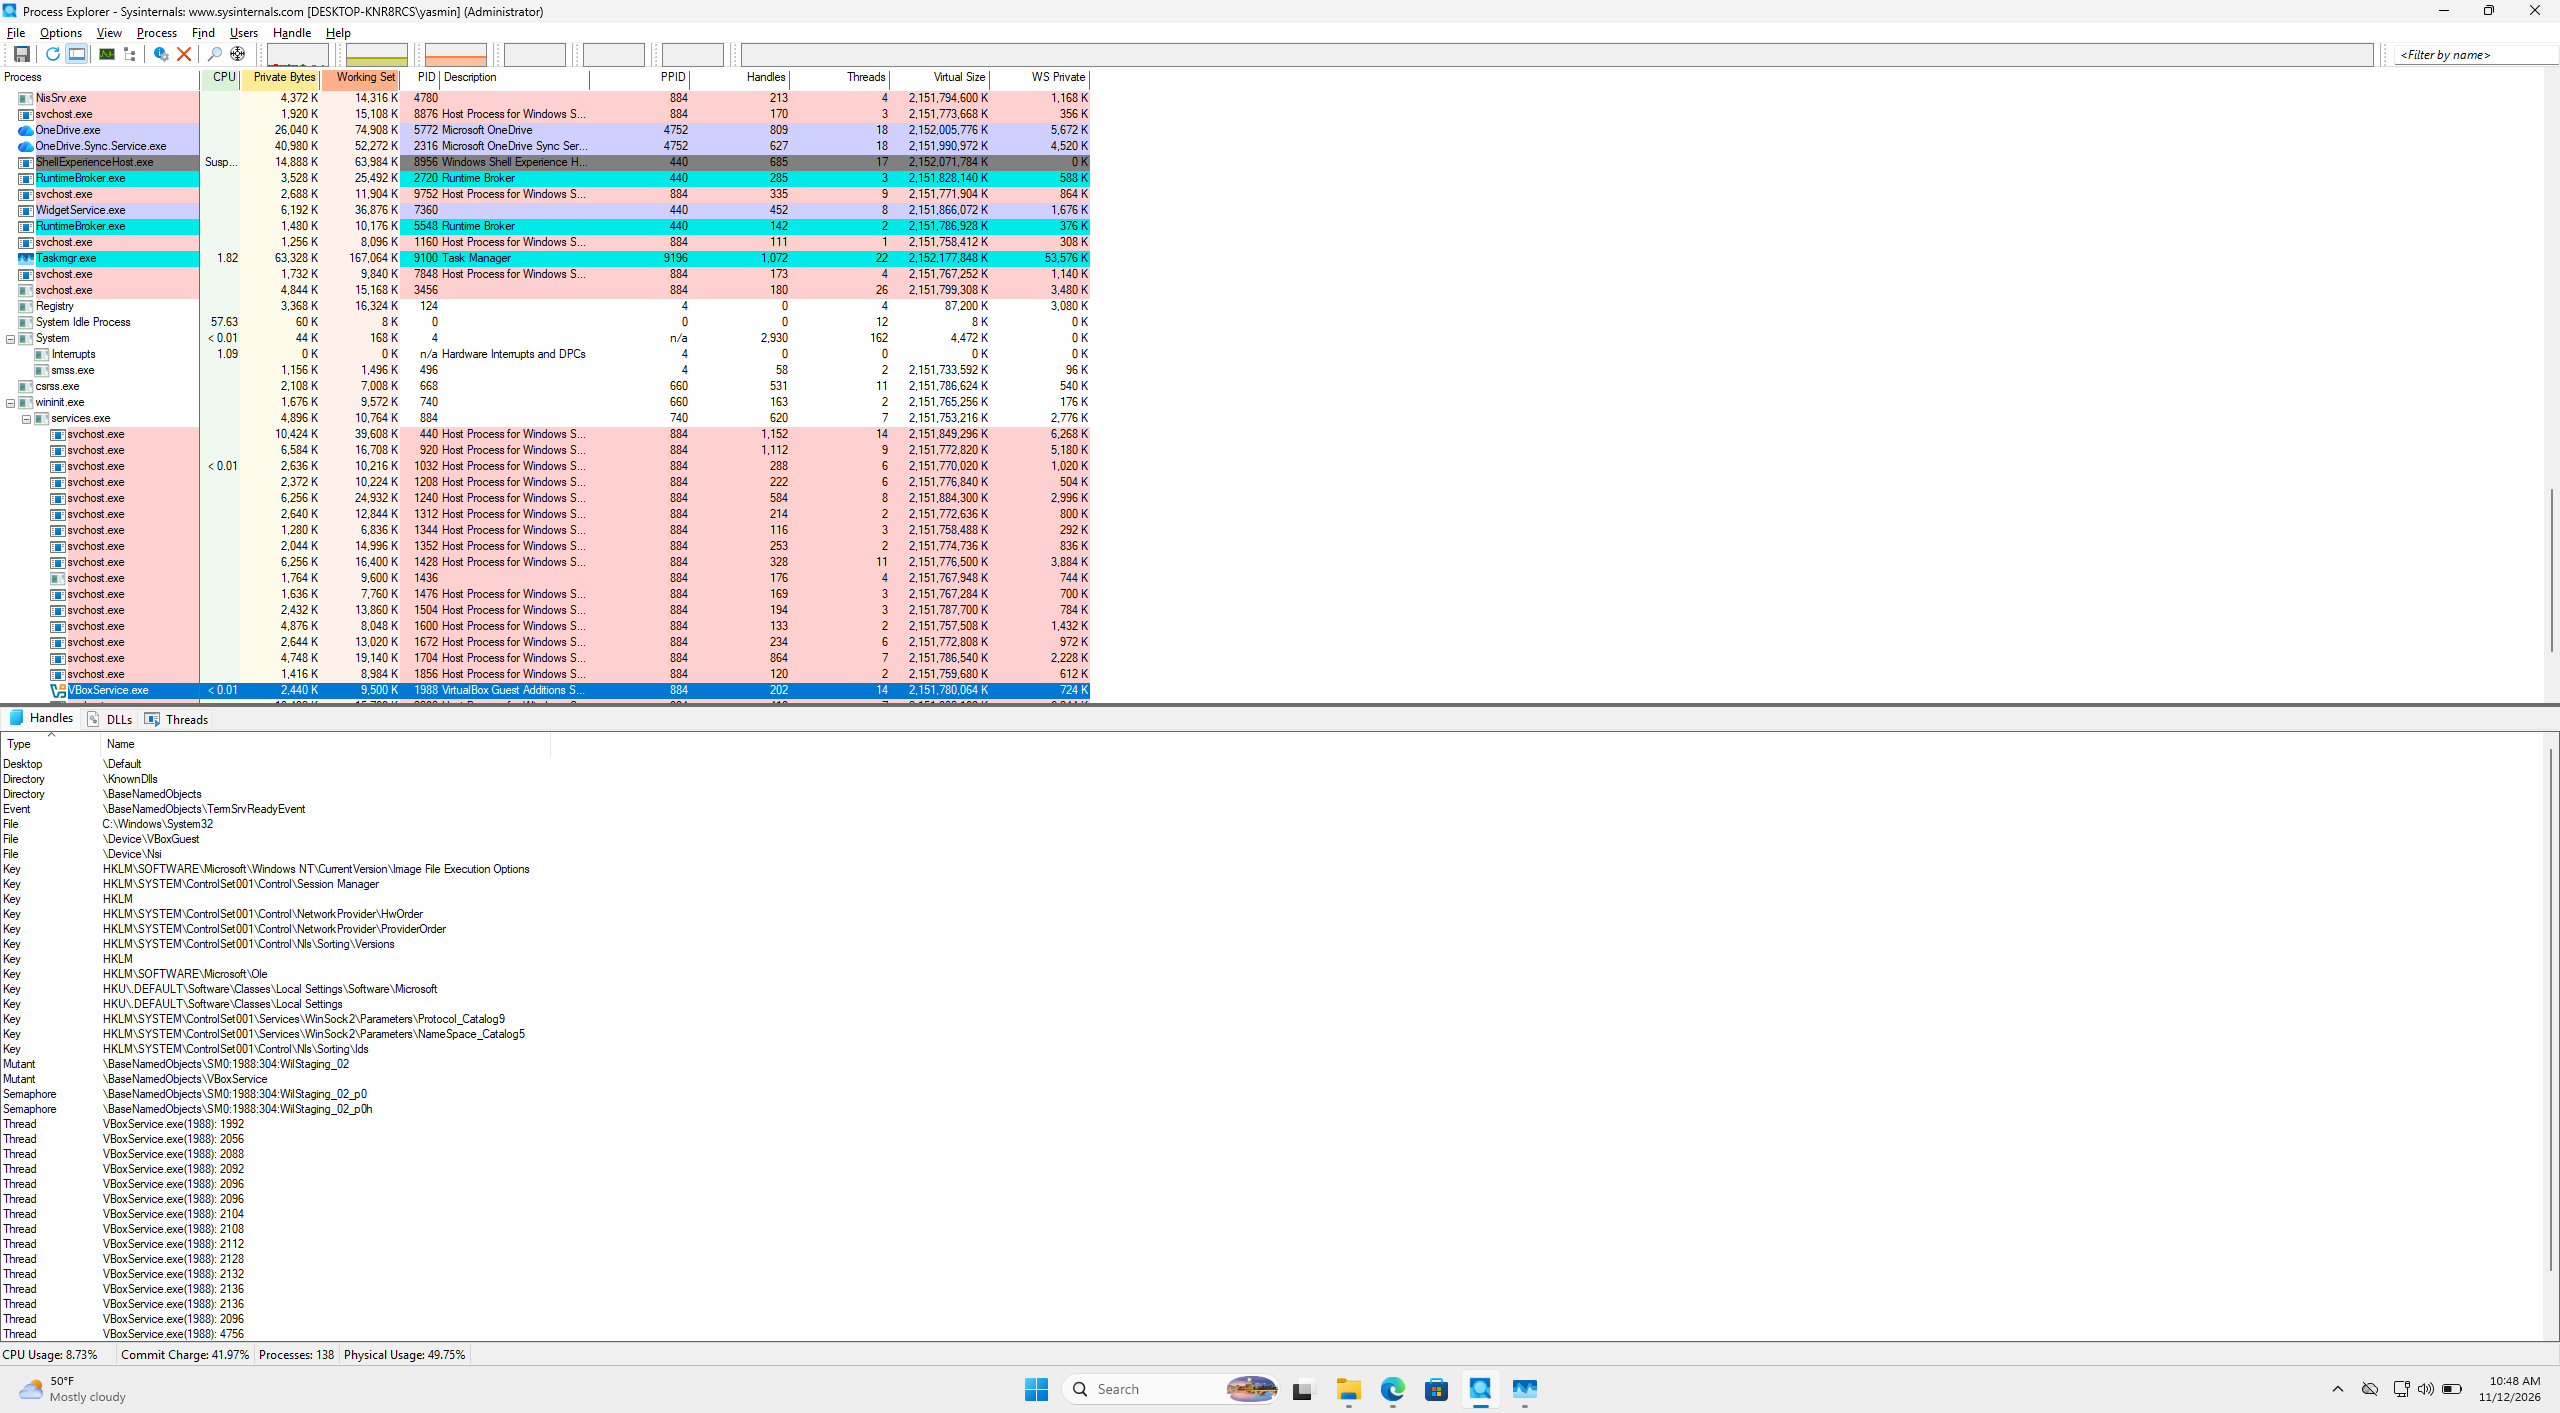 Process Explorer - Sysinternals: www.sysinternals.com [DESKTOP-KNR8RCS\yasmin] (Administrator)
File Options View Process Find Users Handle Help
<Filter by name>
Process CPU Private Bytes Working Set PID Description PPID Handles Threads Virtual Size WS Private
NisSrv.exe 4,372 K 14,316 K 4780 884 213 4 2,151,794,600 K 1,168 K
svchost.exe 1,920 K 15,108 K 8876 Host Process for Windows S... 884 170 3 2,151,773,668 K 356 K
OneDrive.exe 26,040 K 74,908 K 5772 Microsoft OneDrive 4752 809 18 2,152,005,776 K 5,672 K
OneDrive.Sync.Service.exe 40,980 K 52,272 K 2316 Microsoft OneDrive Sync Ser... 4752 627 18 2,151,990,972 K 4,520 K
ShellExperienceHost.exe Susp... 14,888 K 63,984 K 8956 Windows Shell Experience H... 440 685 17 2,152,071,784 K 0 K
RuntimeBroker.exe 3,528 K 25,492 K 2720 Runtime Broker 440 285 3 2,151,828,140 K 588 K
svchost.exe 2,688 K 11,904 K 9752 Host Process for Windows S... 884 335 9 2,151,771,904 K 864 K
WidgetService.exe 6,192 K 36,876 K 7360 440 452 8 2,151,866,072 K 1,676 K
RuntimeBroker.exe 1,480 K 10,176 K 5548 Runtime Broker 440 142 2 2,151,786,928 K 376 K
svchost.exe 1,256 K 8,096 K 1160 Host Process for Windows S... 884 111 1 2,151,758,412 K 308 K
Taskmgr.exe 1.82 63,328 K 167,064 K 9100 Task Manager 9196 1,072 22 2,152,177,848 K 53,576 K
svchost.exe 1,732 K 9,840 K 7848 Host Process for Windows S... 884 173 4 2,151,767,252 K 1,140 K
svchost.exe 4,844 K 15,168 K 3456 884 180 26 2,151,799,308 K 3,480 K
Registry 3,368 K 16,324 K 124 4 0 4 87,200 K 3,080 K
System Idle Process 57.63 60 K 8 K 0 0 0 12 8 K 0 K
System < 0.01 44 K 168 K 4 n/a 2,930 162 4,472 K 0 K
Interrupts 1.09 0 K 0 K n/a Hardware Interrupts and DPCs 4 0 0 0 K 0 K
smss.exe 1,156 K 1,496 K 496 4 58 2 2,151,733,592 K 96 K
csrss.exe 2,108 K 7,008 K 668 660 531 11 2,151,786,624 K 540 K
wininit.exe 1,676 K 9,572 K 740 660 163 2 2,151,765,256 K 176 K
services.exe 4,896 K 10,764 K 884 740 620 7 2,151,753,216 K 2,776 K
svchost.exe 10,424 K 39,608 K 440 Host Process for Windows S... 884 1,152 14 2,151,849,296 K 6,268 K
svchost.exe 6,584 K 16,708 K 920 Host Process for Windows S... 884 1,112 9 2,151,772,820 K 5,180 K
svchost.exe < 0.01 2,636 K 10,216 K 1032 Host Process for Windows S... 884 288 6 2,151,770,020 K 1,020 K
svchost.exe 2,372 K 10,224 K 1208 Host Process for Windows S... 884 222 6 2,151,776,840 K 504 K
svchost.exe 6,256 K 24,932 K 1240 Host Process for Windows S... 884 584 8 2,151,884,300 K 2,996 K
svchost.exe 2,640 K 12,844 K 1312 Host Process for Windows S... 884 214 2 2,151,772,636 K 800 K
svchost.exe 1,280 K 6,836 K 1344 Host Process for Windows S... 884 116 3 2,151,758,488 K 292 K
svchost.exe 2,044 K 14,996 K 1352 Host Process for Windows S... 884 253 2 2,151,774,736 K 836 K
svchost.exe 6,256 K 16,400 K 1428 Host Process for Windows S... 884 328 11 2,151,776,500 K 3,884 K
svchost.exe 1,764 K 9,600 K 1436 884 176 4 2,151,767,948 K 744 K
svchost.exe 1,636 K 7,760 K 1476 Host Process for Windows S... 884 169 3 2,151,767,284 K 700 K
svchost.exe 2,432 K 13,860 K 1504 Host Process for Windows S... 884 194 3 2,151,787,700 K 784 K
svchost.exe 4,876 K 8,048 K 1600 Host Process for Windows S... 884 133 2 2,151,757,508 K 1,432 K
svchost.exe 2,644 K 13,020 K 1672 Host Process for Windows S... 884 234 6 2,151,772,808 K 972 K
svchost.exe 4,748 K 19,140 K 1704 Host Process for Windows S... 884 864 7 2,151,786,540 K 2,228 K
svchost.exe 1,416 K 8,984 K 1856 Host Process for Windows S... 884 120 2 2,151,759,680 K 612 K
VBoxService.exe < 0.01 2,440 K 9,500 K 1988 VirtualBox Guest Additions S... 884 202 14 2,151,780,064 K 724 K
Handles DLLs Threads
Type Name
Desktop \Default
Directory \KnownDlls
Directory \BaseNamedObjects
Event \BaseNamedObjects\TermSrvReadyEvent
File C:\Windows\System32
File \Device\VBoxGuest
File \Device\Nsi
Key HKLM\SOFTWARE\Microsoft\Windows NT\CurrentVersion\Image File Execution Options
Key HKLM\SYSTEM\ControlSet001\Control\Session Manager
Key HKLM
Key HKLM\SYSTEM\ControlSet001\Control\NetworkProvider\HwOrder
Key HKLM\SYSTEM\ControlSet001\Control\NetworkProvider\ProviderOrder
Key HKLM\SYSTEM\ControlSet001\Control\Nls\Sorting\Versions
Key HKLM
Key HKLM\SOFTWARE\Microsoft\Ole
Key HKU\.DEFAULT\Software\Classes\Local Settings\Software\Microsoft
Key HKU\.DEFAULT\Software\Classes\Local Settings
Key HKLM\SYSTEM\ControlSet001\Services\WinSock2\Parameters\Protocol_Catalog9
Key HKLM\SYSTEM\ControlSet001\Services\WinSock2\Parameters\NameSpace_Catalog5
Key HKLM\SYSTEM\ControlSet001\Control\Nls\Sorting\Ids
Mutant \BaseNamedObjects\SM0:1988:304:WilStaging_02
Mutant \BaseNamedObjects\VBoxService
Semaphore \BaseNamedObjects\SM0:1988:304:WilStaging_02_p0
Semaphore \BaseNamedObjects\SM0:1988:304:WilStaging_02_p0h
Thread VBoxService.exe(1988): 1992
Thread VBoxService.exe(1988): 2056
Thread VBoxService.exe(1988): 2088
Thread VBoxService.exe(1988): 2092
Thread VBoxService.exe(1988): 2096
Thread VBoxService.exe(1988): 2096
Thread VBoxService.exe(1988): 2104
Thread VBoxService.exe(1988): 2108
Thread VBoxService.exe(1988): 2112
Thread VBoxService.exe(1988): 2128
Thread VBoxService.exe(1988): 2132
Thread VBoxService.exe(1988): 2136
Thread VBoxService.exe(1988): 2136
Thread VBoxService.exe(1988): 2096
Thread VBoxService.exe(1988): 4756
CPU Usage: 8.73% Commit Charge: 41.97% Processes: 138 Physical Usage: 49.75%
50°F
Mostly cloudy
Search
10:48 AM
11/12/2026